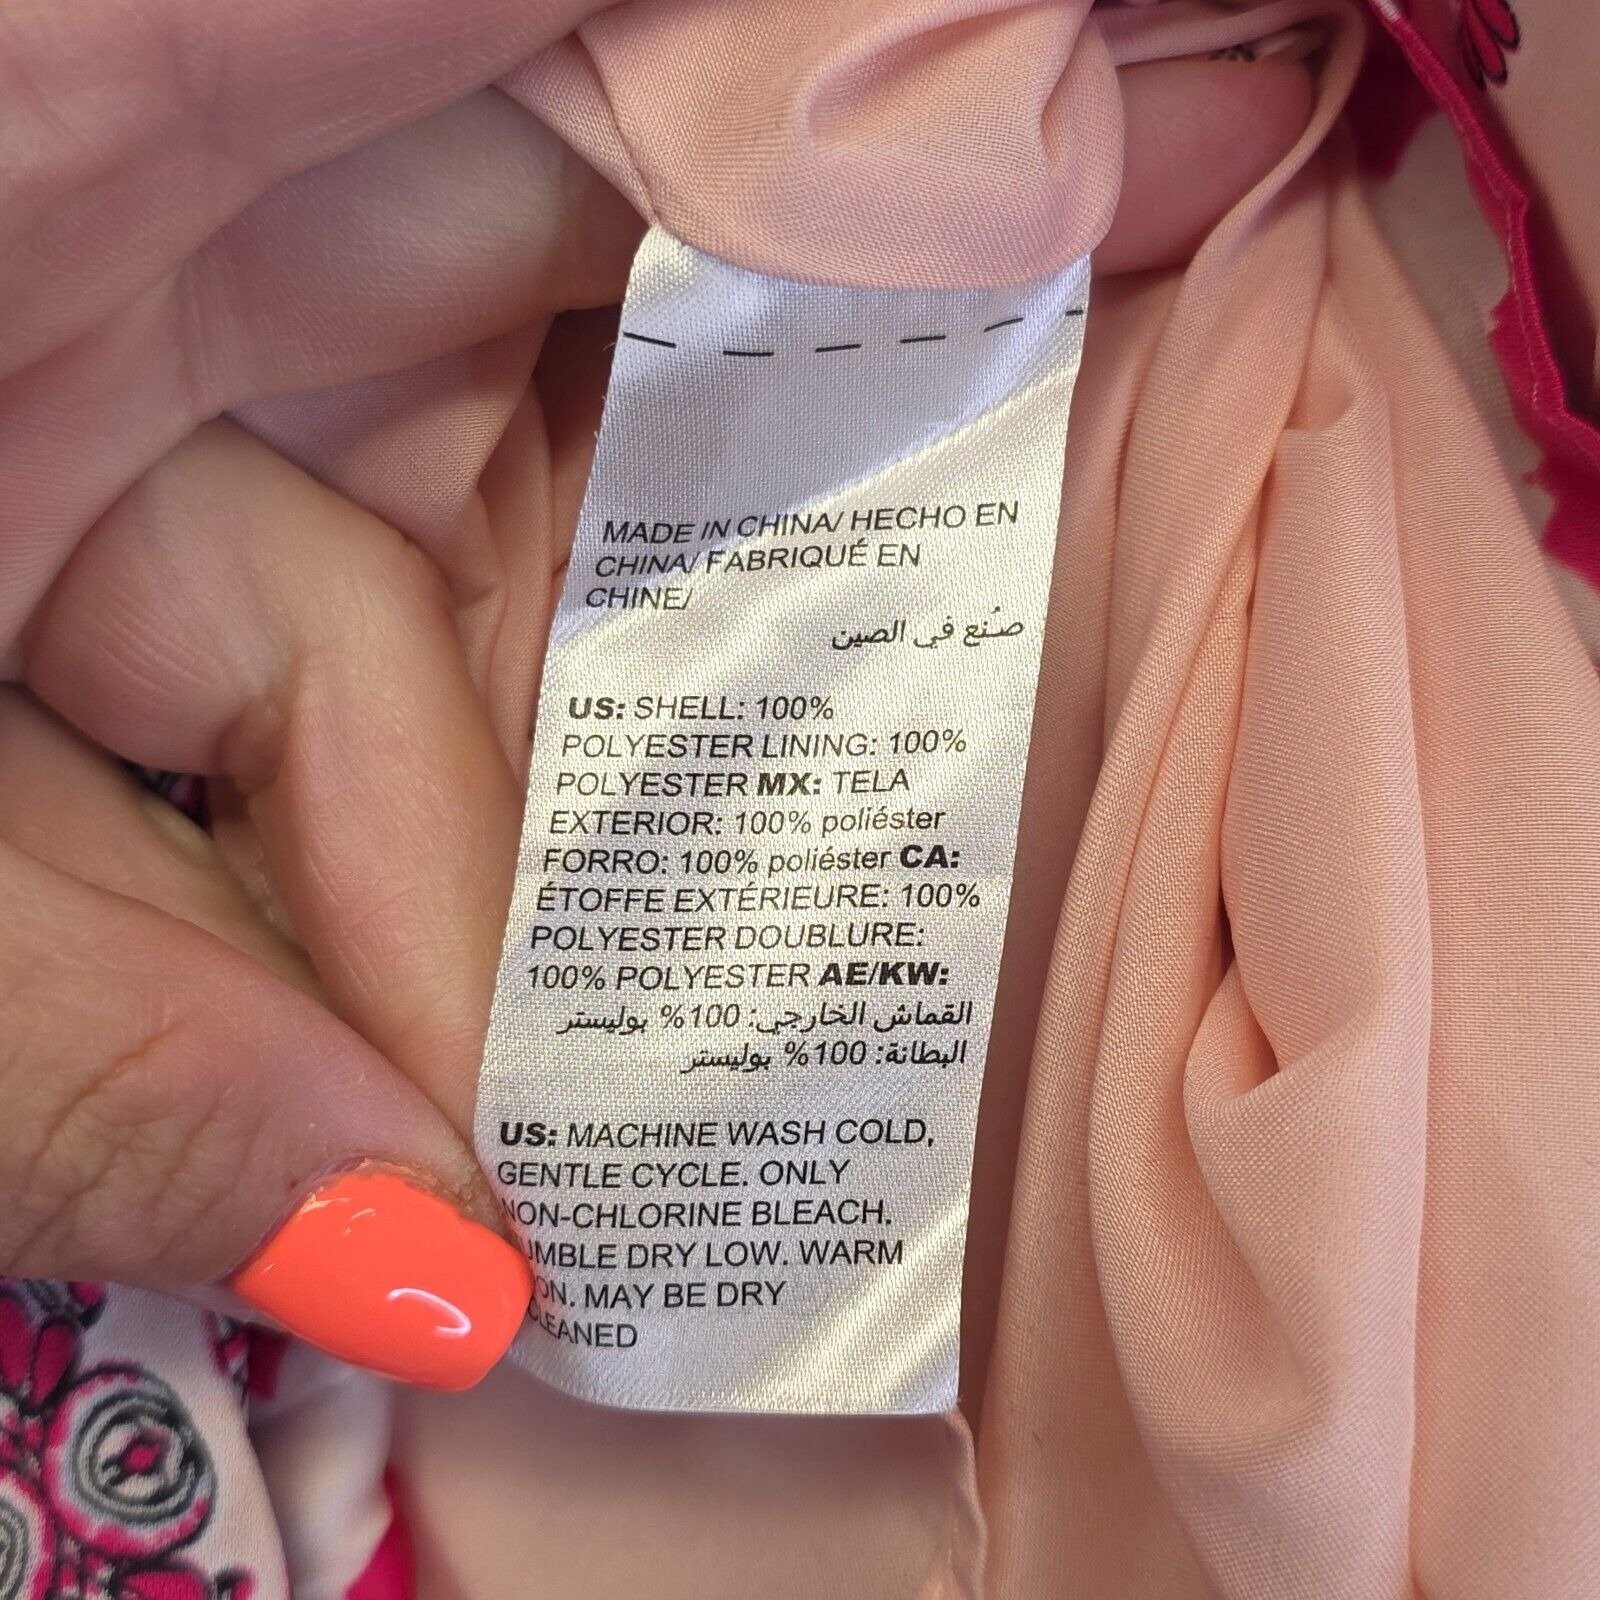 MADE IN CHINA/ HECHO EN
CHINA/ FABRIQUÉ EN
CHINE/
صُنع في الصين
US: SHELL: 100%
POLYESTER LINING: 100%
POLYESTER MX: TELA
EXTERIOR: 100% poliéster
FORRO: 100% poliéster CA:
ÉTOFFE EXTÉRIEURE: 100%
POLYESTER DOUBLURE:
100% POLYESTER AE/KW:
القماش الخارجي: 100% بوليستر
البطانة: 100% بوليستر
US: MACHINE WASH COLD,
GENTLE CYCLE. ONLY
NON-CHLORINE BLEACH.
UMBLE DRY LOW. WARM
ON. MAY BE DRY
CLEANED